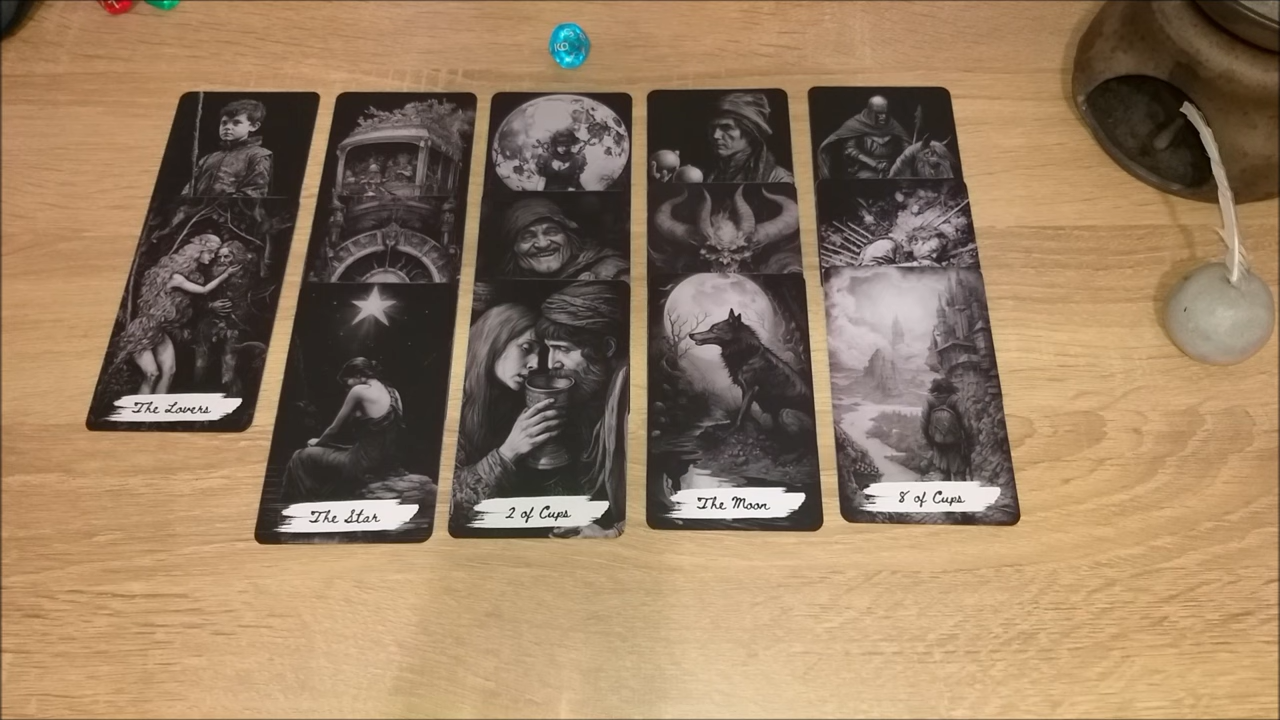 The Lovers
The Star
2 of Cups
The Moon
8 of Cups